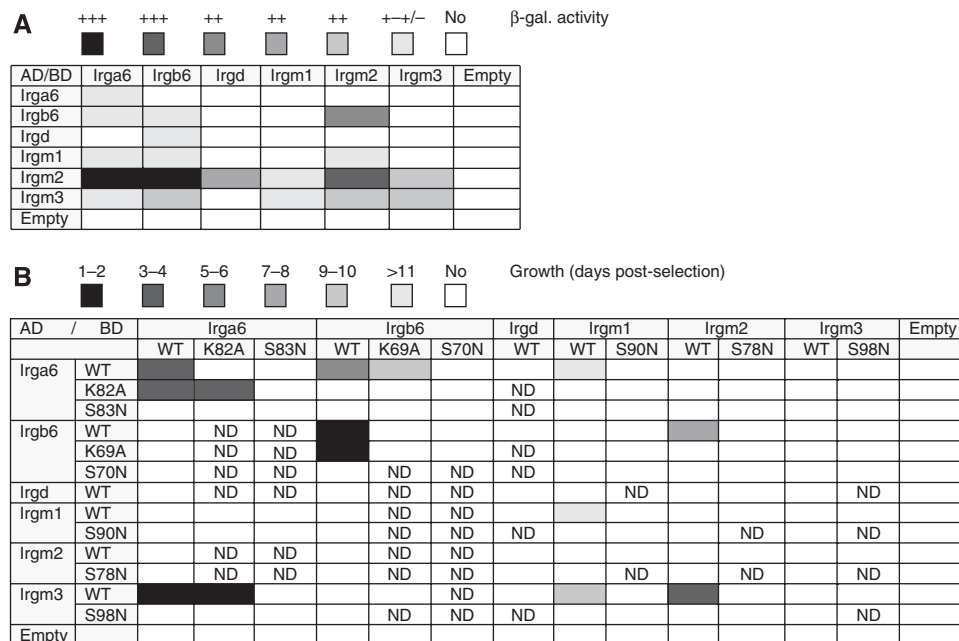 A +++ +++ ++ ++ ++ +–+/– No β-gal. activity
AD/BD Irga6 Irgb6 Irgd Irgm1 Irgm2 Irgm3 Empty
Irga6
Irgb6
Irgd
Irgm1
Irgm2
Irgm3
Empty
B 1–2 3–4 5–6 7–8 9–10 >11 No Growth (days post-selection)
AD / BD Irga6 Irgb6 Irgd Irgm1 Irgm2 Irgm3 Empty
WT K82A S83N WT K69A S70N WT WT S90N WT S78N WT S98N
Irga6 WT
K82A ND
S83N ND
Irgb6 WT ND ND
K69A ND ND ND
S70N ND ND ND ND ND
Irgd WT ND ND ND ND ND ND
Irgm1 WT ND ND
S90N ND ND ND ND ND
Irgm2 WT ND ND ND ND
S78N ND ND ND ND ND ND ND
Irgm3 WT ND
S98N ND ND ND ND
Empty